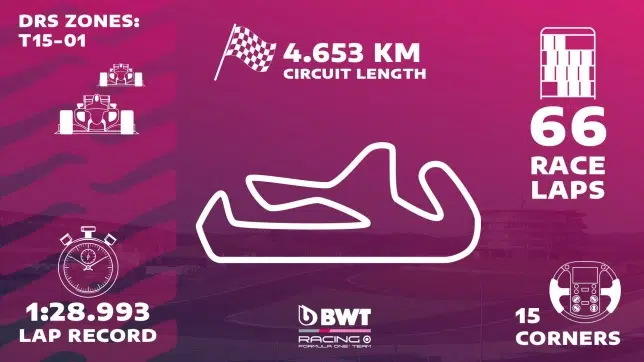 DRS ZONES:
T15-01
4.653 KM
CIRCUIT LENGTH
66
RACE
LAPS
1:28.993
LAP RECORD
BWT
RACING
FORMULA ONE TEAM
15
CORNERS